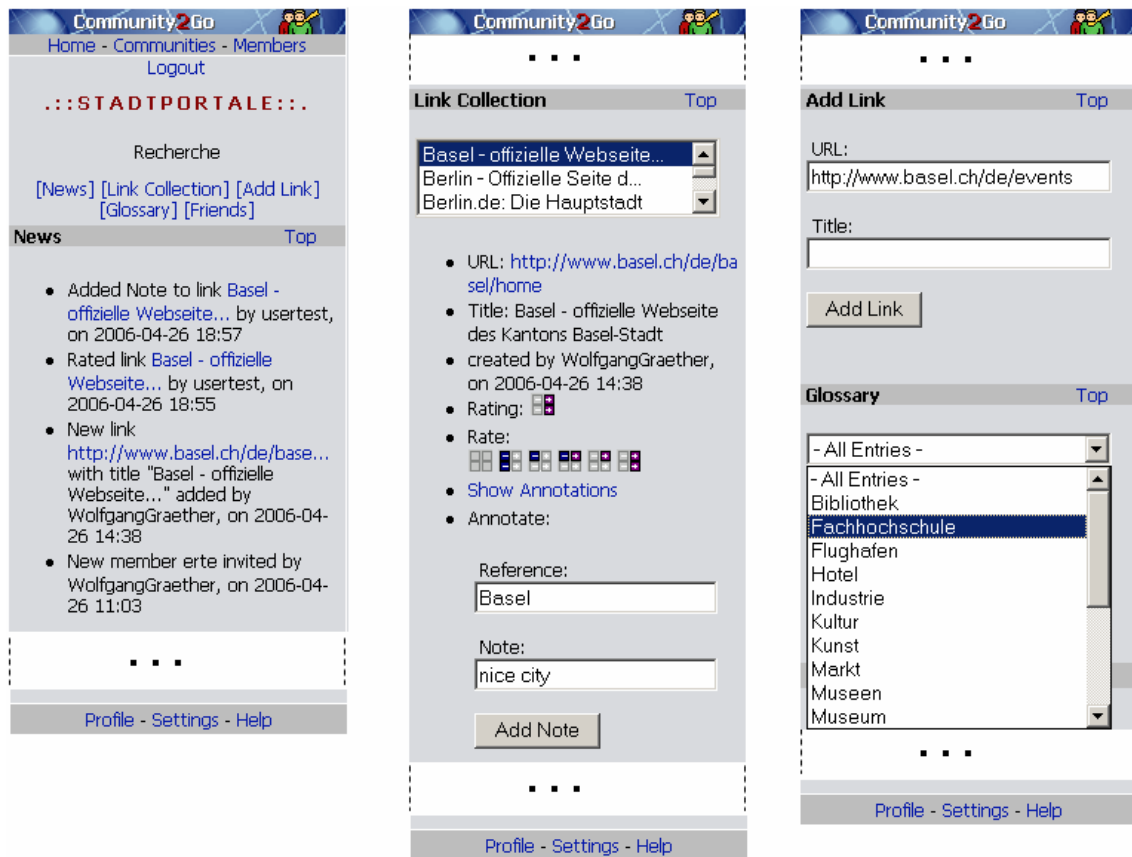 Community2Go
Home - Communities - Members
Logout
.::STADTPORTALE::.
Recherche
[News] [Link Collection] [Add Link]
[Glossary] [Friends]
News Top
Added Note to link Basel -
offizielle Webseite... by usertest,
on 2006-04-26 18:57
Rated link Basel - offizielle
Webseite... by usertest, on
2006-04-26 18:55
New link
http://www.basel.ch/de/base...
with title "Basel - offizielle
Webseite..." added by
WolfgangGraether, on 2006-04-
26 14:38
New member erte invited by
WolfgangGraether, on 2006-04-
26 11:03
...
Profile - Settings - Help
Community2Go
...
Link Collection Top
Basel - offizielle Webseite...
Berlin - Offizielle Seite d...
Berlin.de: Die Hauptstadt
URL: http://www.basel.ch/de/ba
sel/home
Title: Basel - offizielle Webseite
des Kantons Basel-Stadt
created by WolfgangGraether,
on 2006-04-26 14:38
Rating:
Rate:
Show Annotations
Annotate:
Reference:
Basel
Note:
nice city
Add Note
...
Profile - Settings - Help
Community2Go
...
Add Link Top
URL:
http://www.basel.ch/de/events
Title:
Add Link
Glossary Top
- All Entries -
- All Entries -
Bibliothek
Fachhochschule
Flughafen
Hotel
Industrie
Kultur
Kunst
Markt
Museen
Museum
...
Profile - Settings - Help